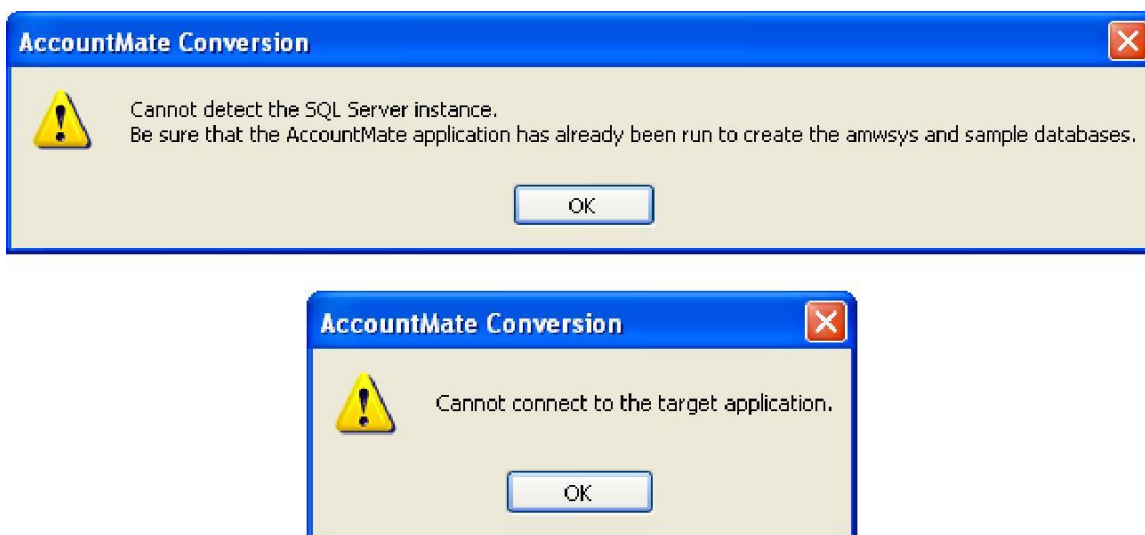 AccountMate Conversion
Cannot detect the SQL Server instance.
Be sure that the AccountMate application has already been run to create the amwsys and sample databases.
OK
AccountMate Conversion
Cannot connect to the target application.
OK